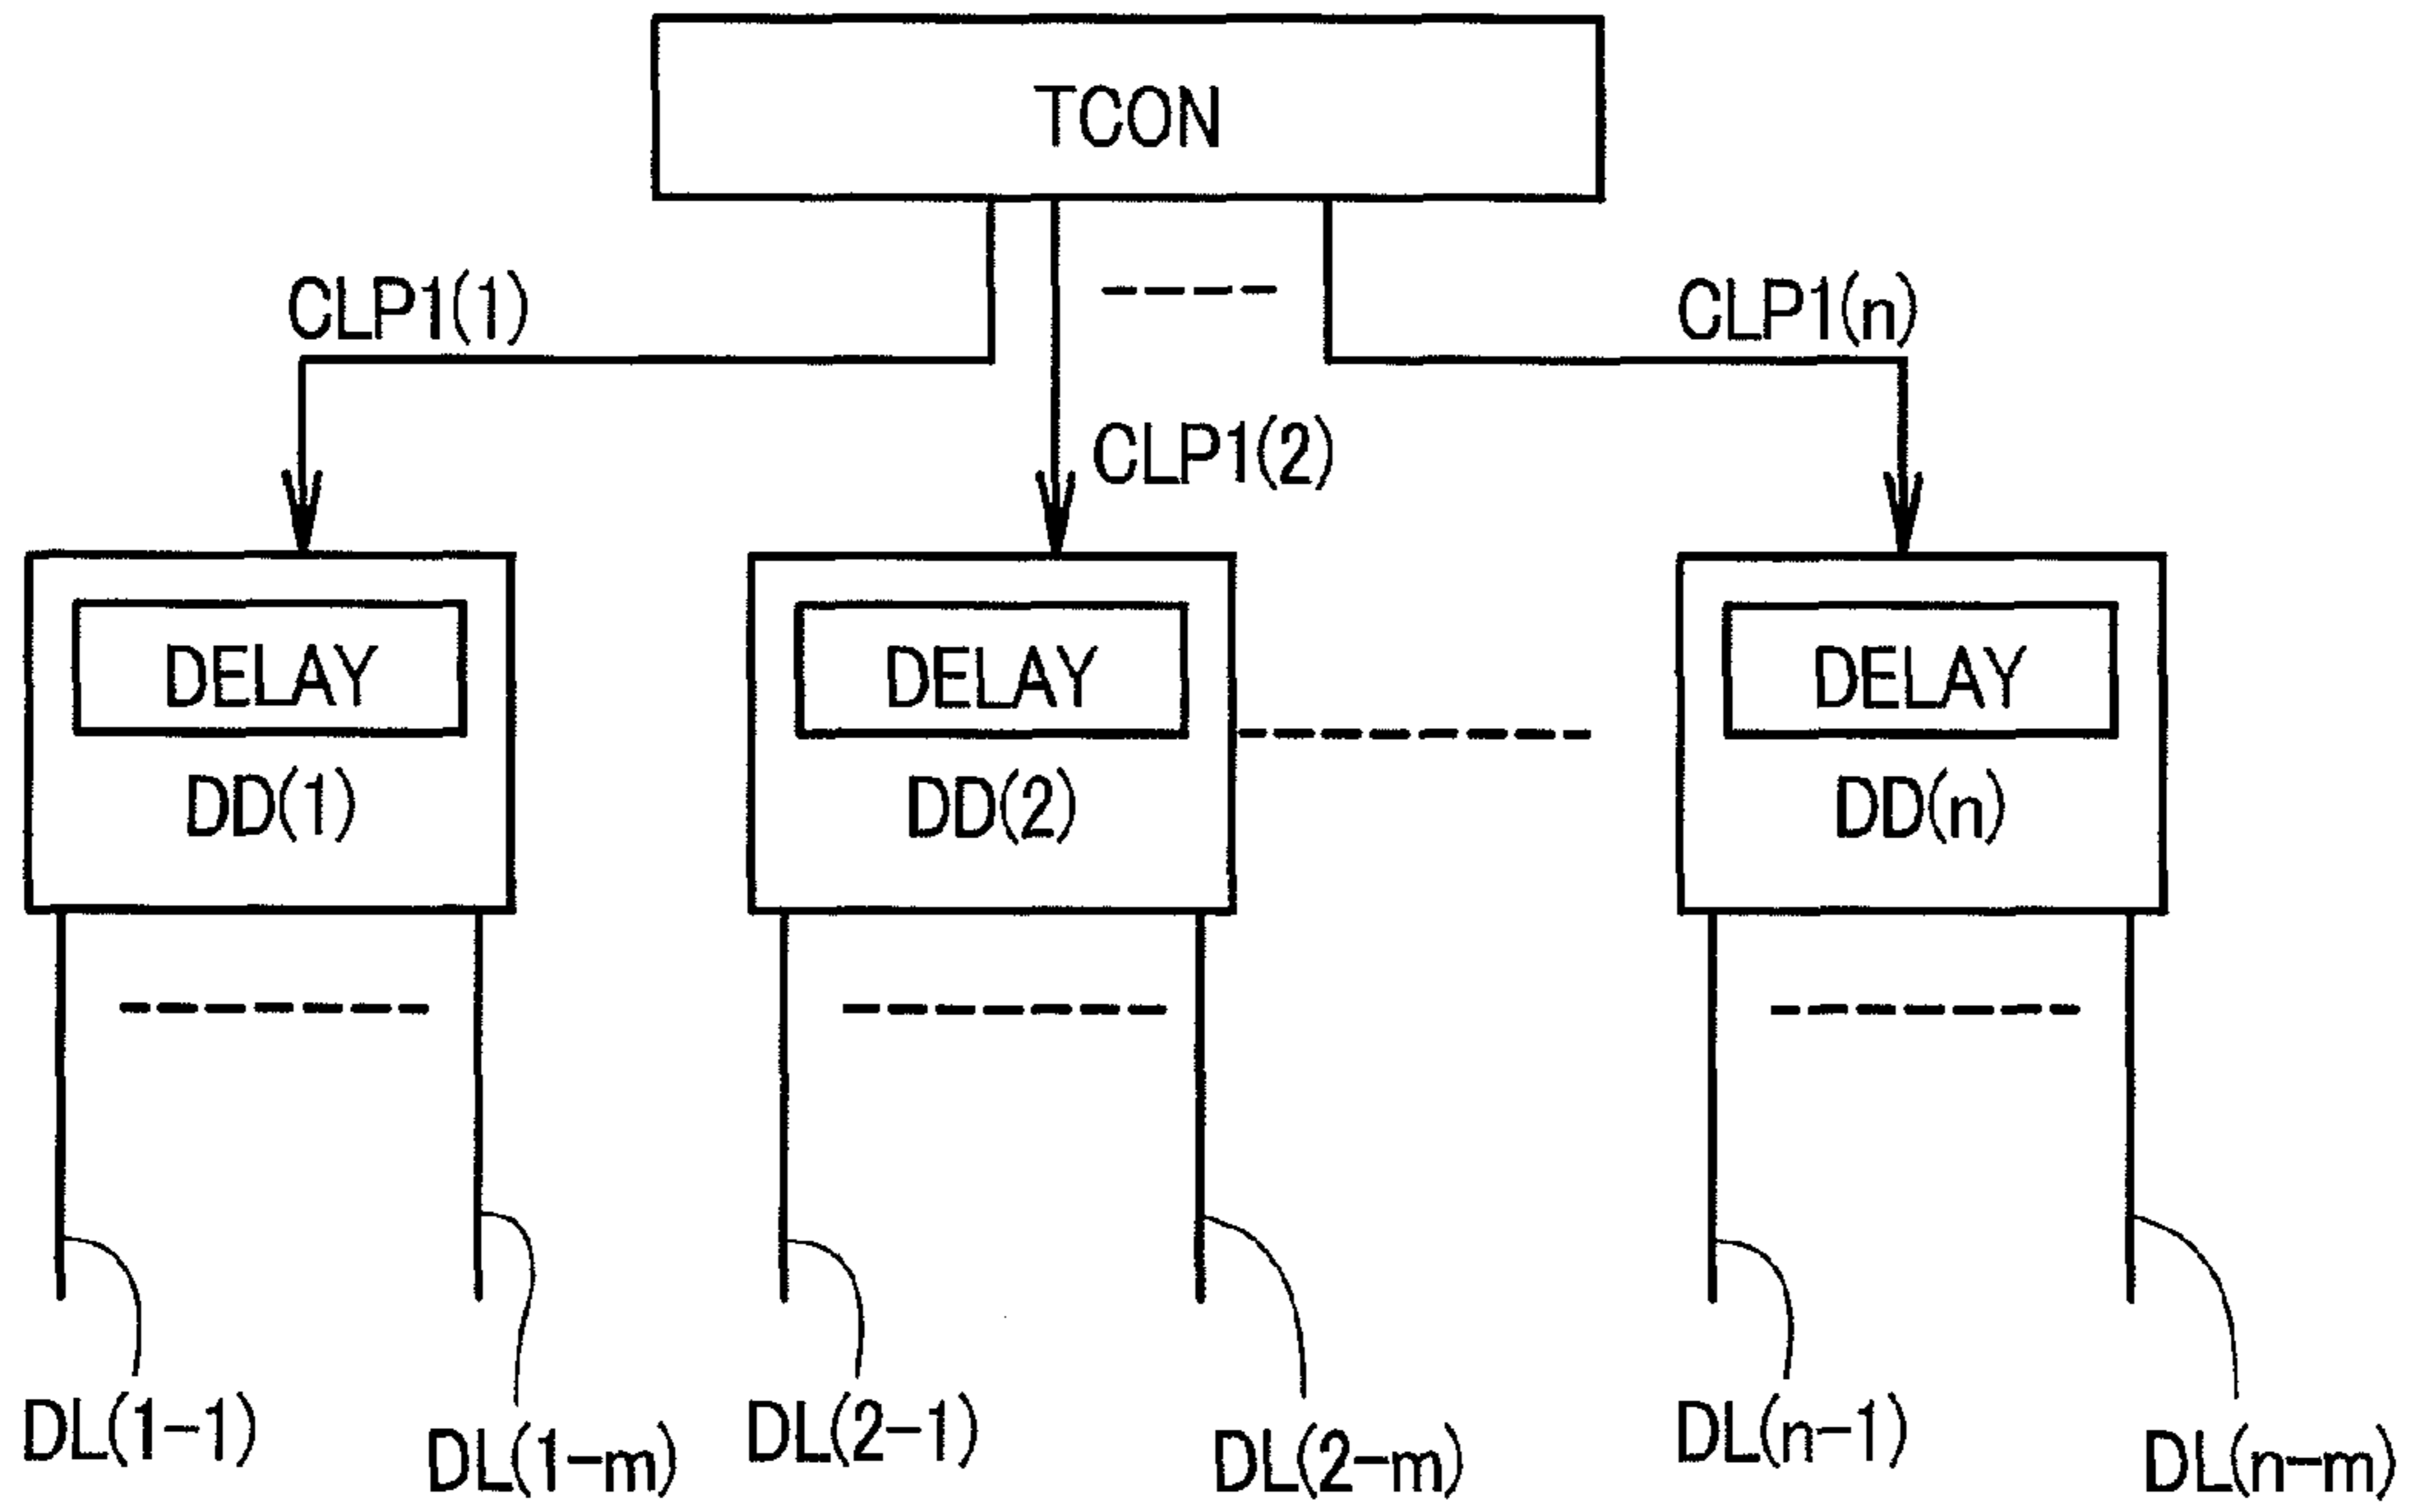 TCON
CLP1(1)
CLP1(n)
CLP1(2)
DELAY
DELAY
DELAY
DD(1)
DD(2)
DD(n)
DL(1-1)
DL(1-m)
DL(2-1)
DL(2-m)
DL(n-1)
DL(n-m)